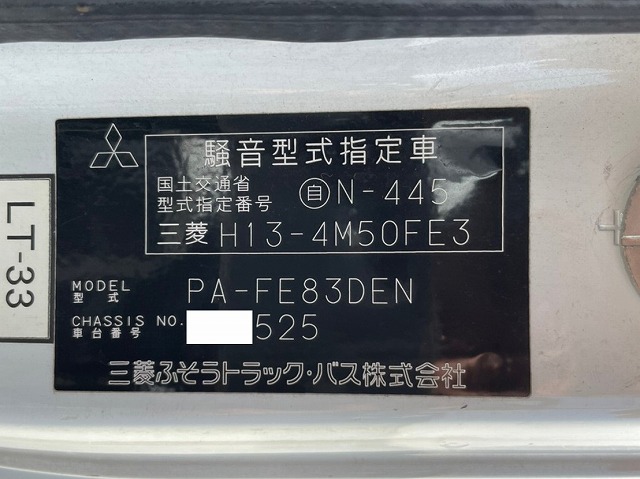 騒音型式指定車
国土交通省
型式指定番号 自 N-445
三菱 H13-4M50FE3
MODEL
型式 PA-FE83DEN
CHASSIS NO.
車台番号 525
三菱ふそうトラック・バス株式会社
LT-33